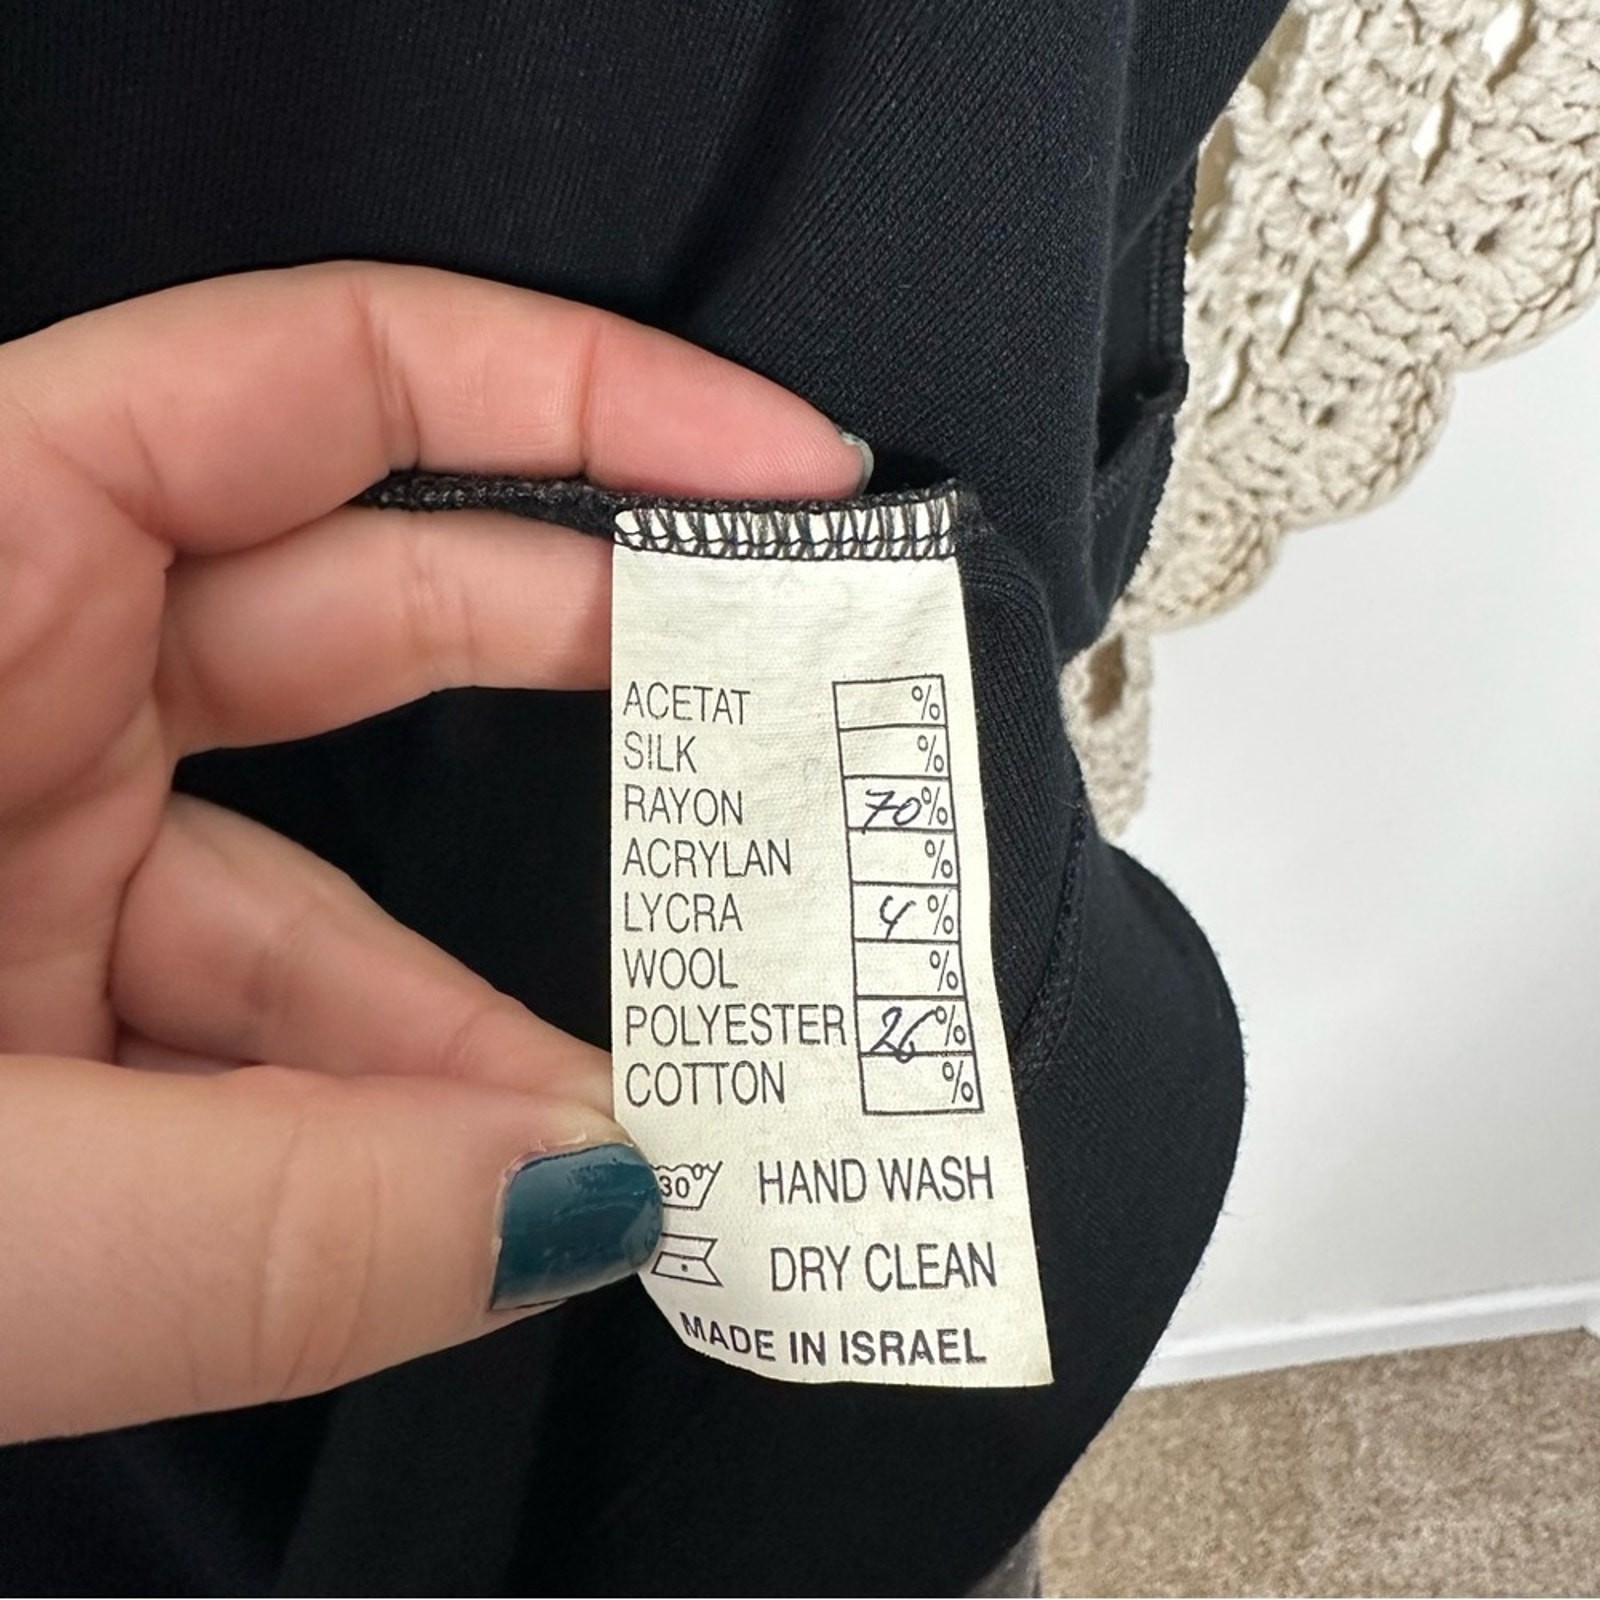 ACETAT %
SILK %
RAYON 70%
ACRYLAN %
LYCRA 4%
WOOL %
POLYESTER 26%
COTTON %
30° HAND WASH
DRY CLEAN
MADE IN ISRAEL